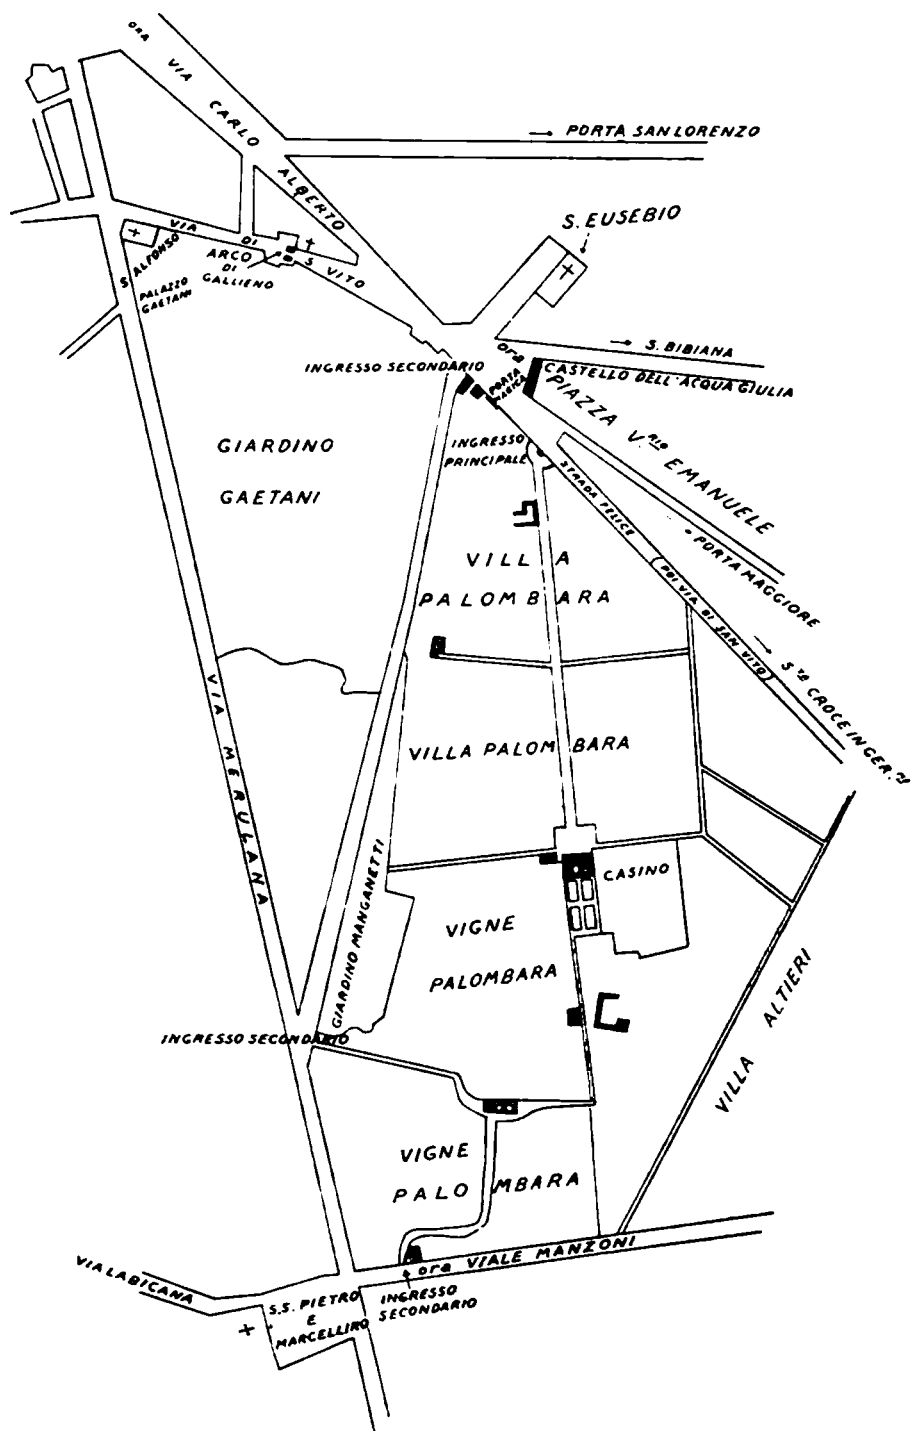 ORA VIA CARLO ALBERTO
→ PORTA SAN LORENZO
S. EUSEBIO
VIA DI S. VITO
S. ALFONSO
ARCO
DI
GALLIENO
PALAZZO
GAETANI
→ S. BIBIANA
INGRESSO SECONDARIO
PORTA
MAGICA
CASTELLO DELL'ACQUA GIULIA
ora PIAZZA V.RIO EMANUELE
GIARDINO
GAETANI
INGRESSO
PRINCIPALE
STRADA FELICE
POI VIA DI SAN VITO
PORTA MAGGIORE
→ S.TA CROCE IN GER.ME
VILLA
PALOMBARA
VIA MERULANA
VILLA PALOMBARA
GIARDINO MANGANETTI
CASINO
VIGNE
PALOMBARA
VILLA ALTIERI
INGRESSO SECONDARIO
VIGNE
PALOMBARA
ora VIALE MANZONI
VIA LABICANA
S.S. PIETRO
E
MARCELLIRO
INGRESSO
SECONDARIO